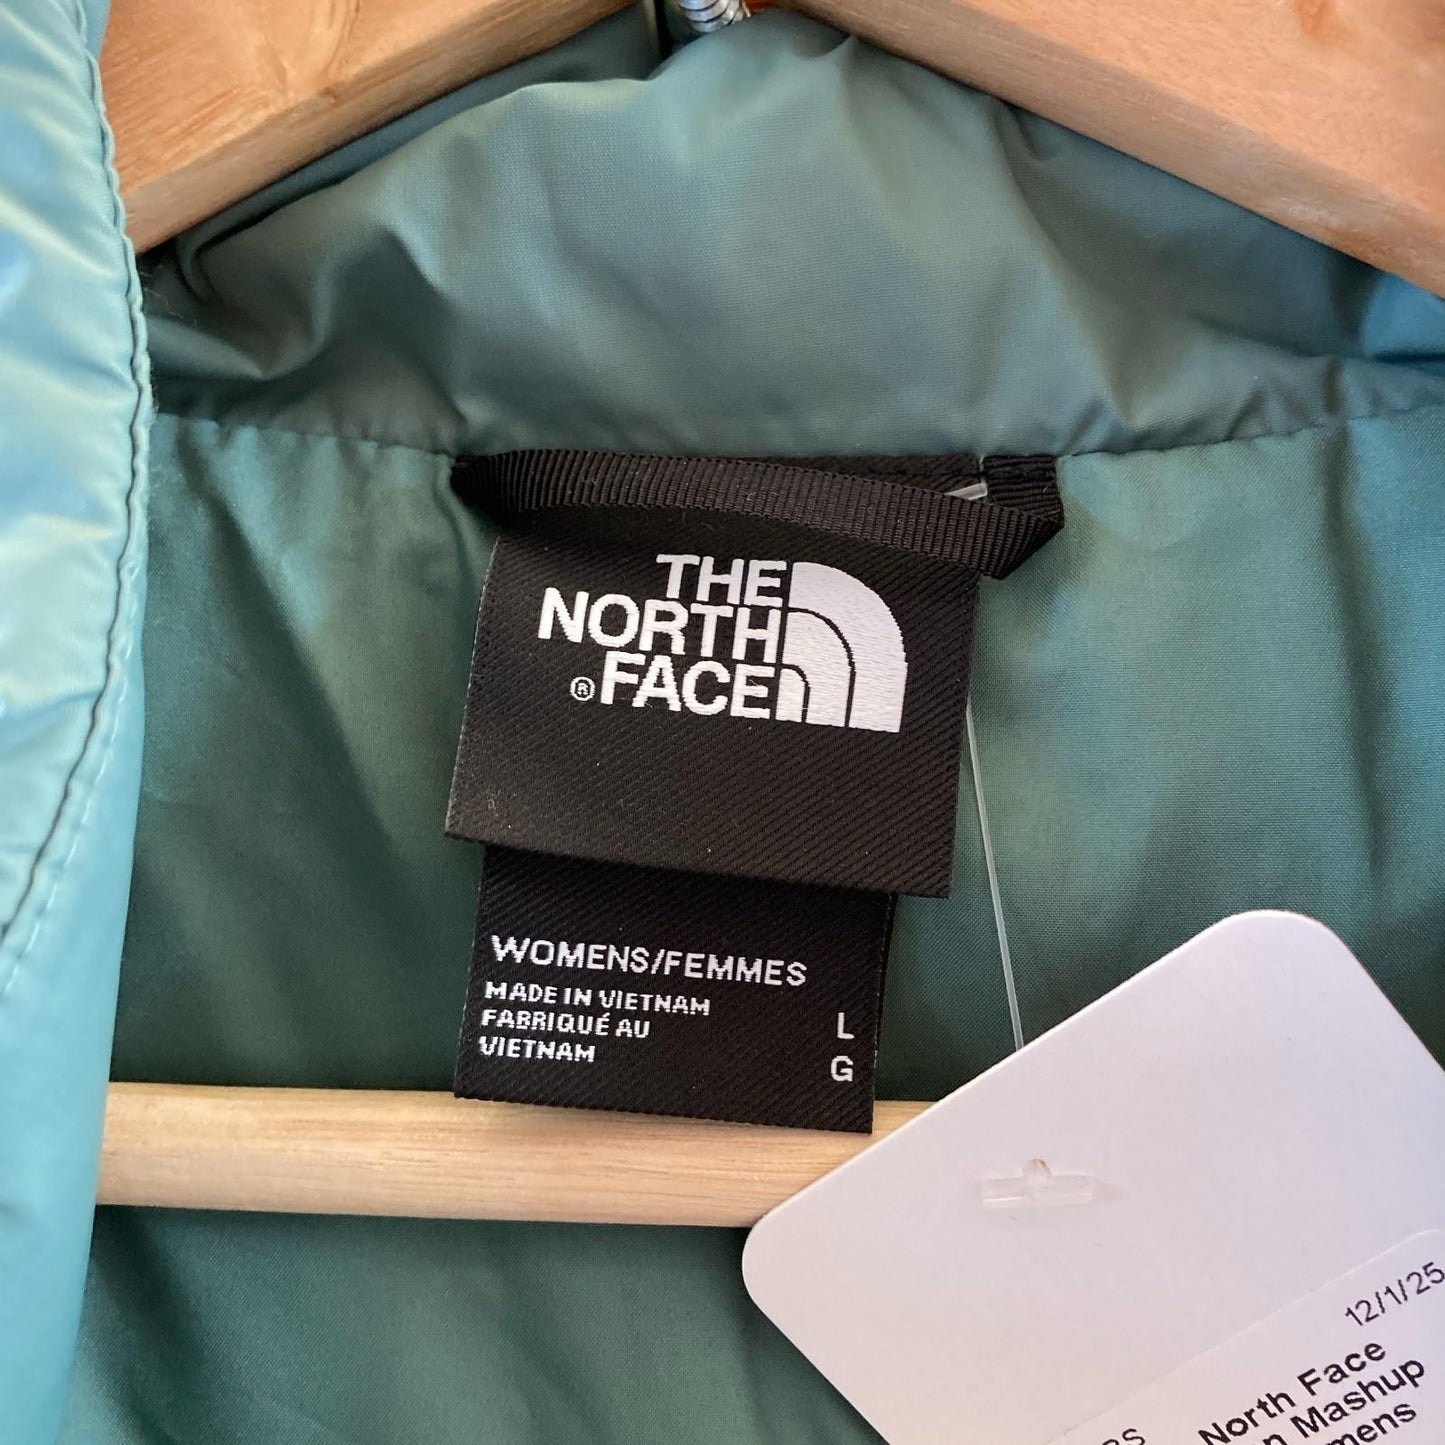 THE
NORTH
® FACE
WOMENS/FEMMES
MADE IN VIETNAM
FABRIQUÉ AU
VIETNAM
L
G
12/1/25
North Face
Mashup